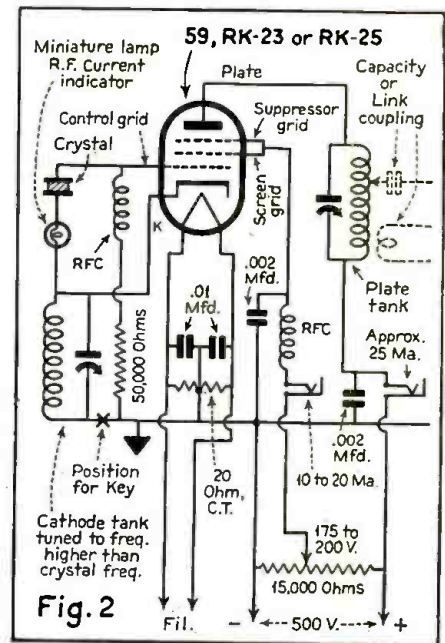 59, RK-23 or RK-25
Miniature lamp
R.F. Current
indicator
Control grid
Crystal
RFC
K
50,000 Ohms
Plate
Suppressor
grid
Screen
grid
Capacity
or
Link
coupling
.002
Mfd.
.01
Mfd.
RFC
Plate
tank
Approx.
25 Ma.
.002
Mfd.
Position
for Key
20
Ohm,
C.T.
10 to 20 Ma.
Cathode tank
tuned to freq.
higher than
crystal freq.
175 to
200 V.
15,000 Ohms
Fig. 2
Fil.
- 500 V. +